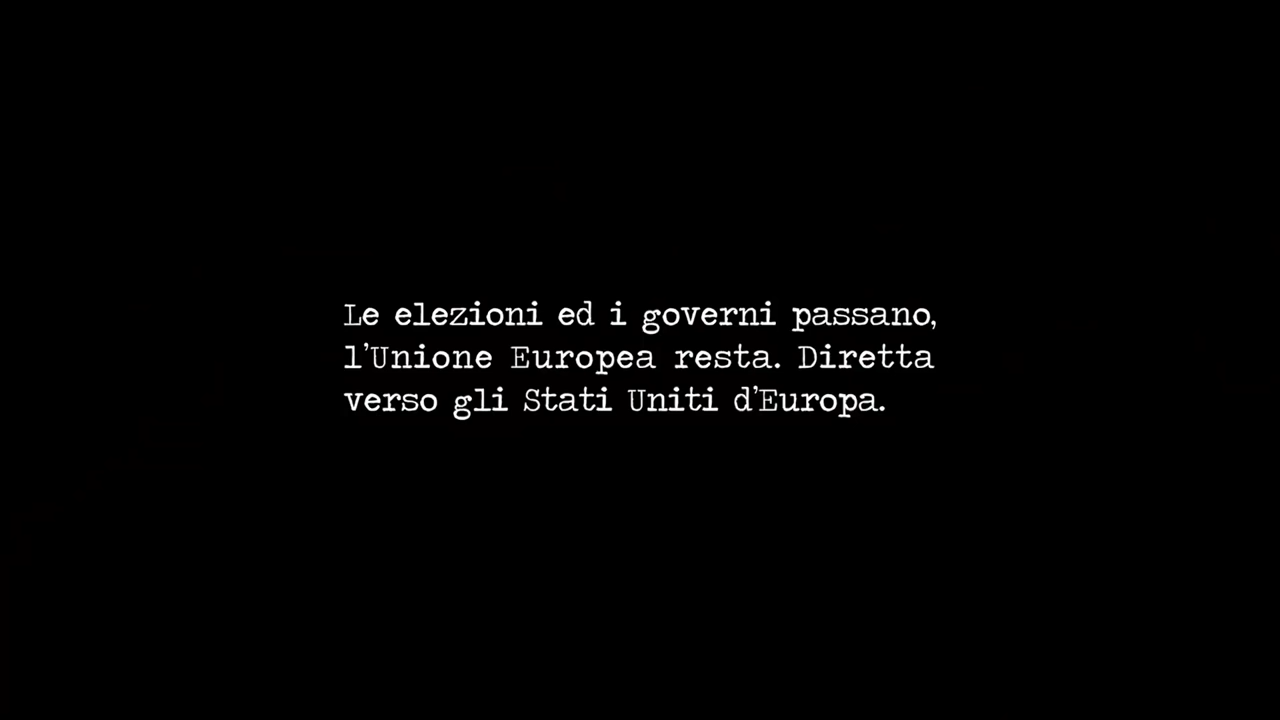 Le elezioni ed i governi passano,
l'Unione Europea resta. Diretta
verso gli Stati Uniti d'Europa.